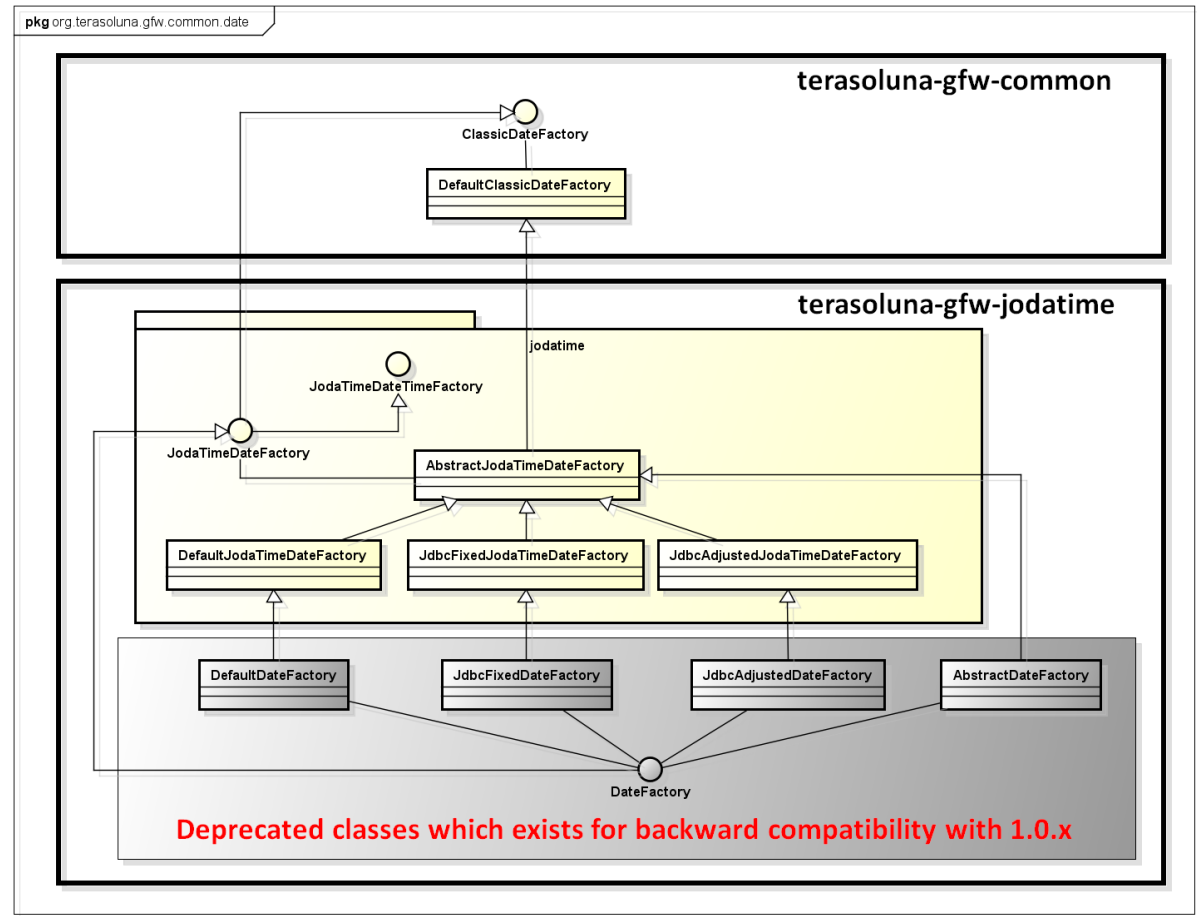 pkg org.terasoluna.gfw.common.date
terasoluna-gfw-common
ClassicDateFactory
DefaultClassicDateFactory
terasoluna-gfw-jodatime
jodatime
JodaTimeDateTimeFactory
JodaTimeDateFactory
AbstractJodaTimeDateFactory
DefaultJodaTimeDateFactory
JdbcFixedJodaTimeDateFactory
JdbcAdjustedJodaTimeDateFactory
DefaultDateFactory
JdbcFixedDateFactory
JdbcAdjustedDateFactory
AbstractDateFactory
DateFactory
Deprecated classes which exists for backward compatibility with 1.0.x